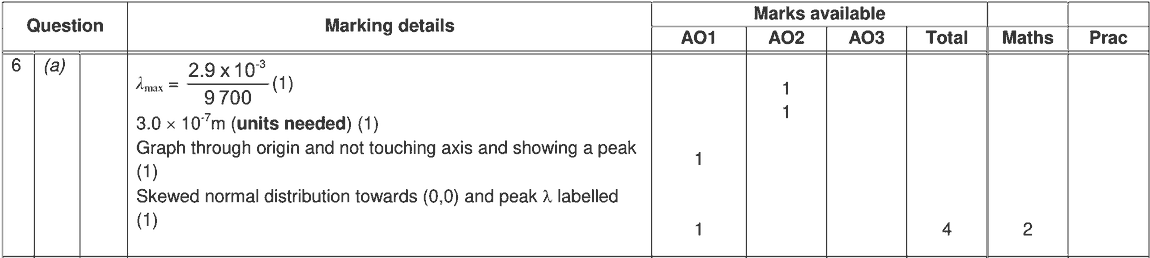 Question Marking details Marks available
AO1 AO2 AO3 Total Maths Prac
6 (a) λmax = 2.9 x 10-3 / 9 700 (1) 1
3.0 × 10-7m (units needed) (1) 1
Graph through origin and not touching axis and showing a peak
(1) 1
Skewed normal distribution towards (0,0) and peak λ labelled
(1) 1 4 2